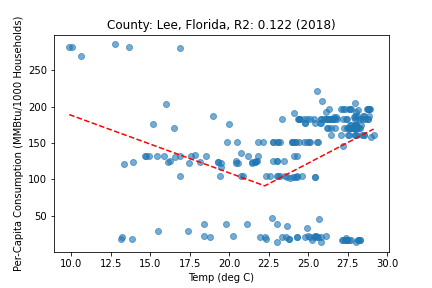 County: Lee, Florida, R2: 0.122 (2018)
Per-Capita Consumption (MMBtu/1000 Households)
250
200
150
100
50
10.0 12.5 15.0 17.5 20.0 22.5 25.0 27.5 30.0
Temp (deg C)